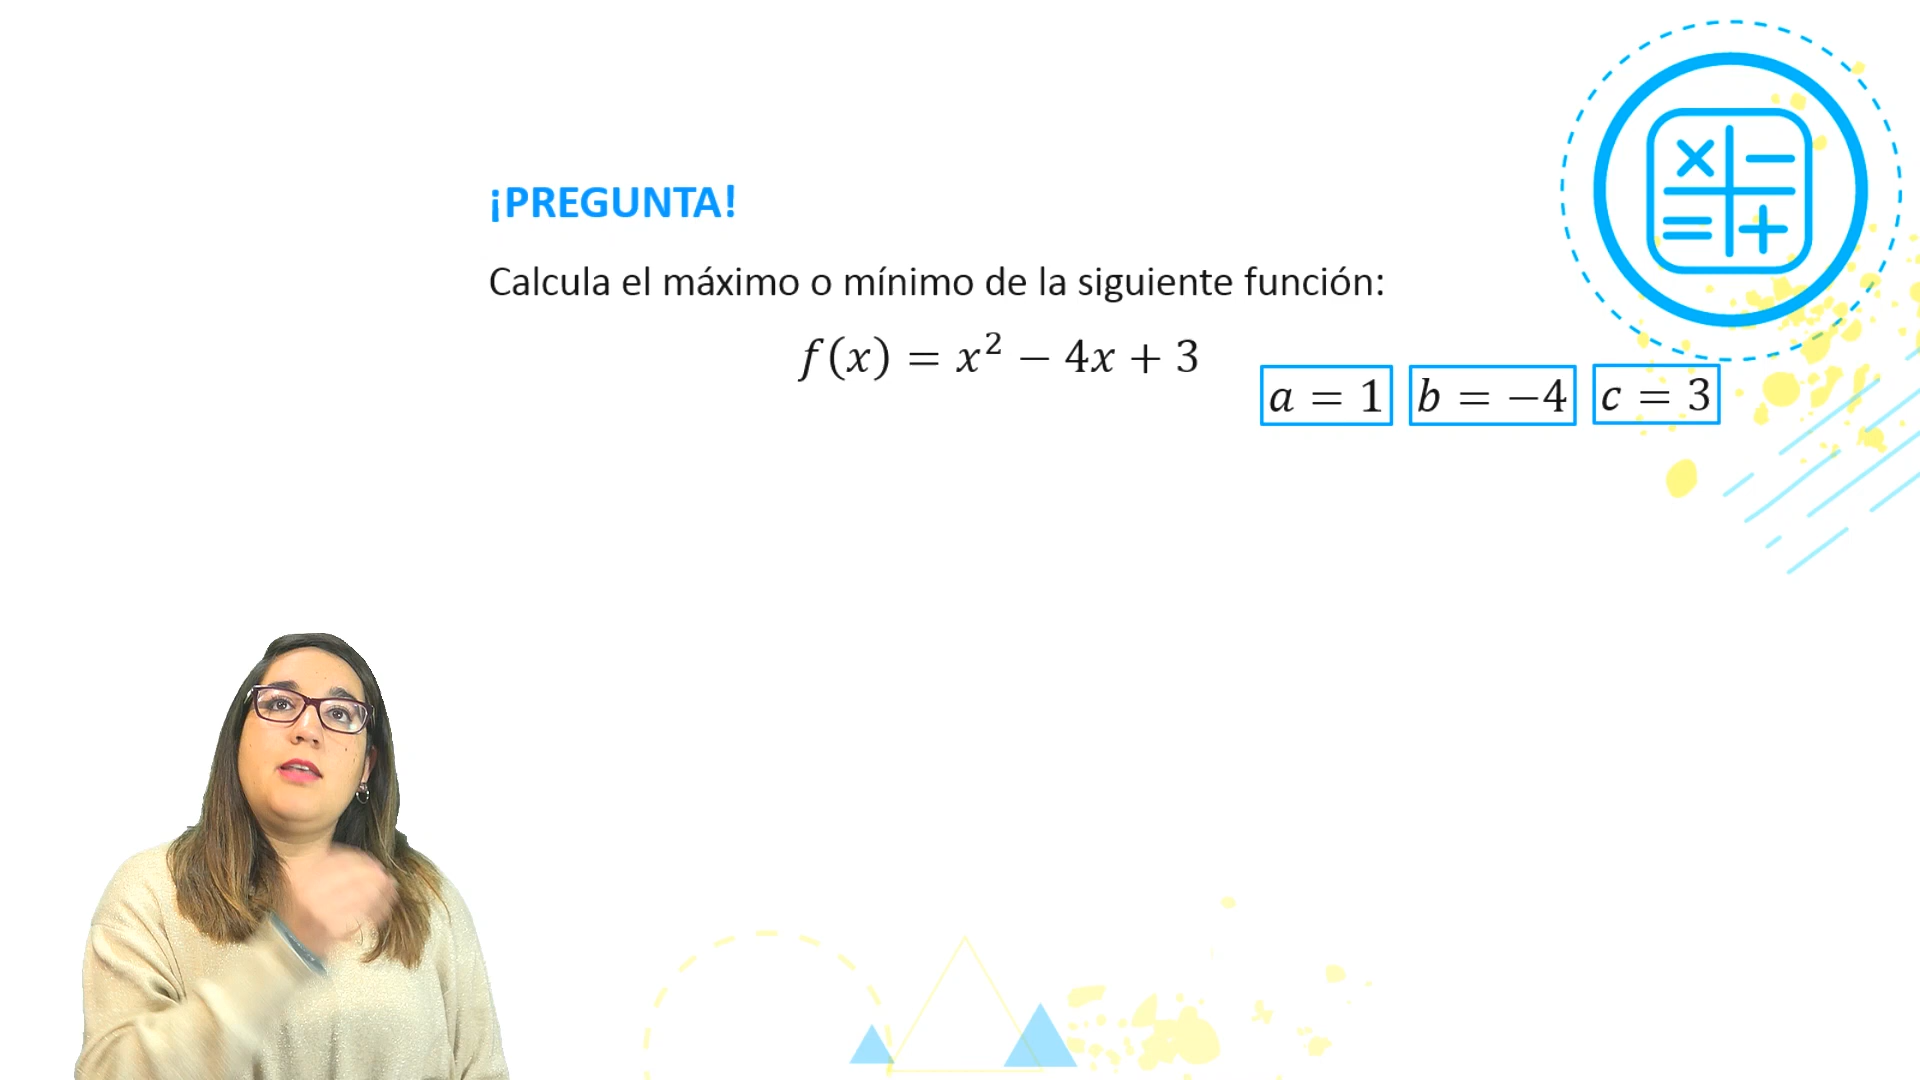 ¡PREGUNTA!
Calcula el máximo o mínimo de la siguiente función:
f(x) = x² − 4x + 3
a = 1 b = −4 c = 3